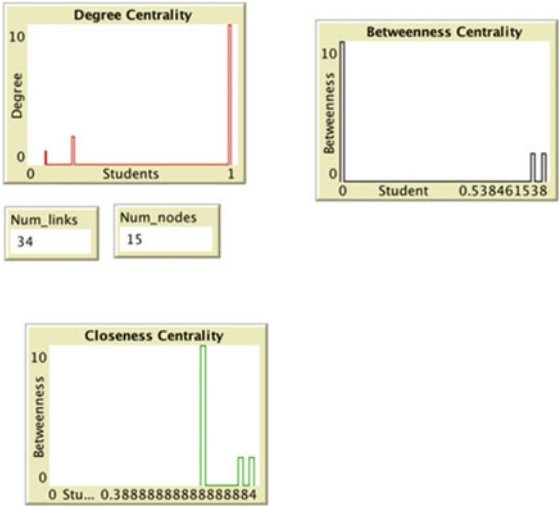 Degree Centrality
10
Degree
0
0 Students 1
Betweenness Centrality
10
Betweenness
0
0 Student 0.538461538
Num_links
34
Num_nodes
15
Closeness Centrality
10
Betweenness
0
0 Stu... 0.38888888888888884